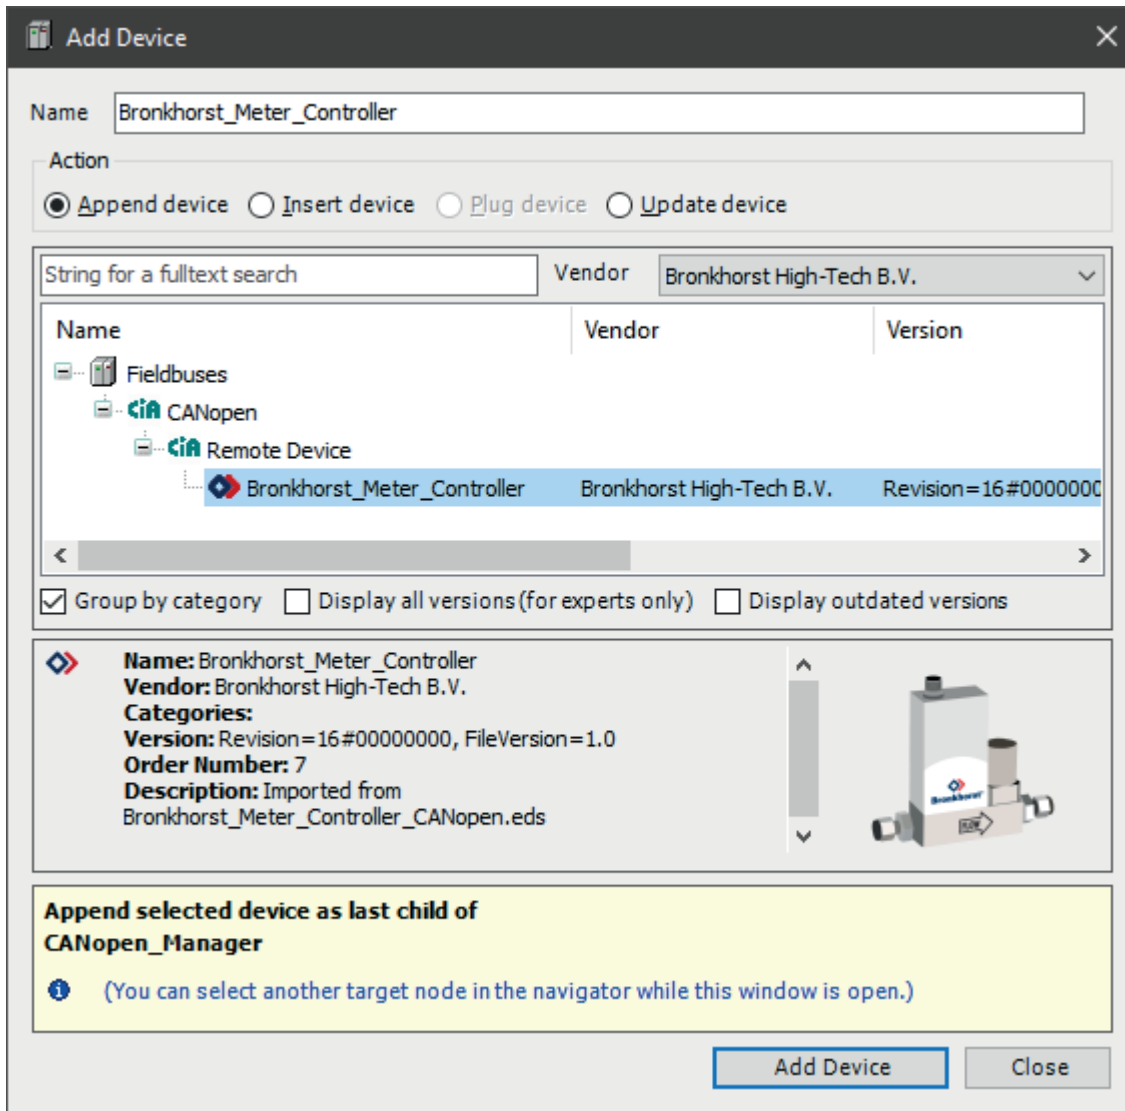 Add Device
Name Bronkhorst_Meter_Controller
Action
Append device Insert device Plug device Update device
String for a fulltext search Vendor Bronkhorst High-Tech B.V.
Name Vendor Version
Fieldbuses
CiA CANopen
CiA Remote Device
Bronkhorst_Meter_Controller Bronkhorst High-Tech B.V. Revision=16#0000000
Group by category Display all versions (for experts only) Display outdated versions
Name: Bronkhorst_Meter_Controller
Vendor: Bronkhorst High-Tech B.V.
Categories:
Version: Revision=16#00000000, FileVersion=1.0
Order Number: 7
Description: Imported from
Bronkhorst_Meter_Controller_CANopen.eds
Bronkhorst
FLOW
Append selected device as last child of
CANopen_Manager
(You can select another target node in the navigator while this window is open.)
Add Device Close